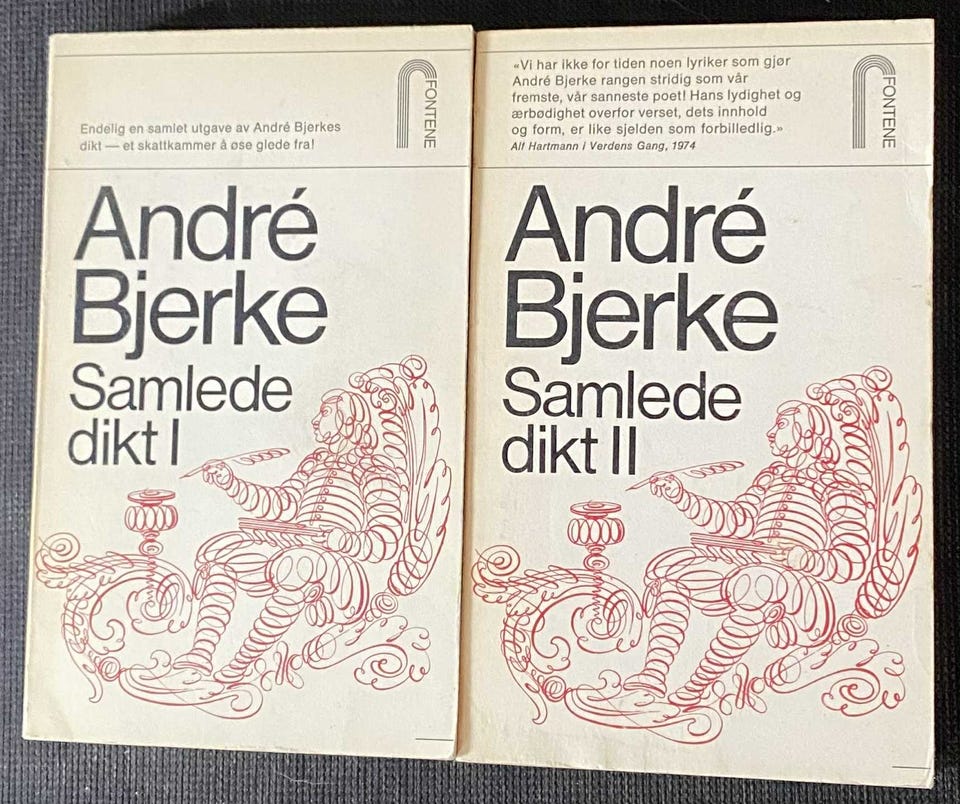 Endelig en samlet utgave av André Bjerkes
dikt — et skattkammer å øse glede fra!
FONTENE
André
Bjerke
Samlede
dikt I
«Vi har ikke for tiden noen lyriker som gjør
André Bjerke rangen stridig som vår
fremste, vår sanneste poet! Hans lydighet og
ærbødighet overfor verset, dets innhold
og form, er like sjelden som forbilledlig.»
Alf Hartmann i Verdens Gang, 1974
FONTENE
André
Bjerke
Samlede
dikt II